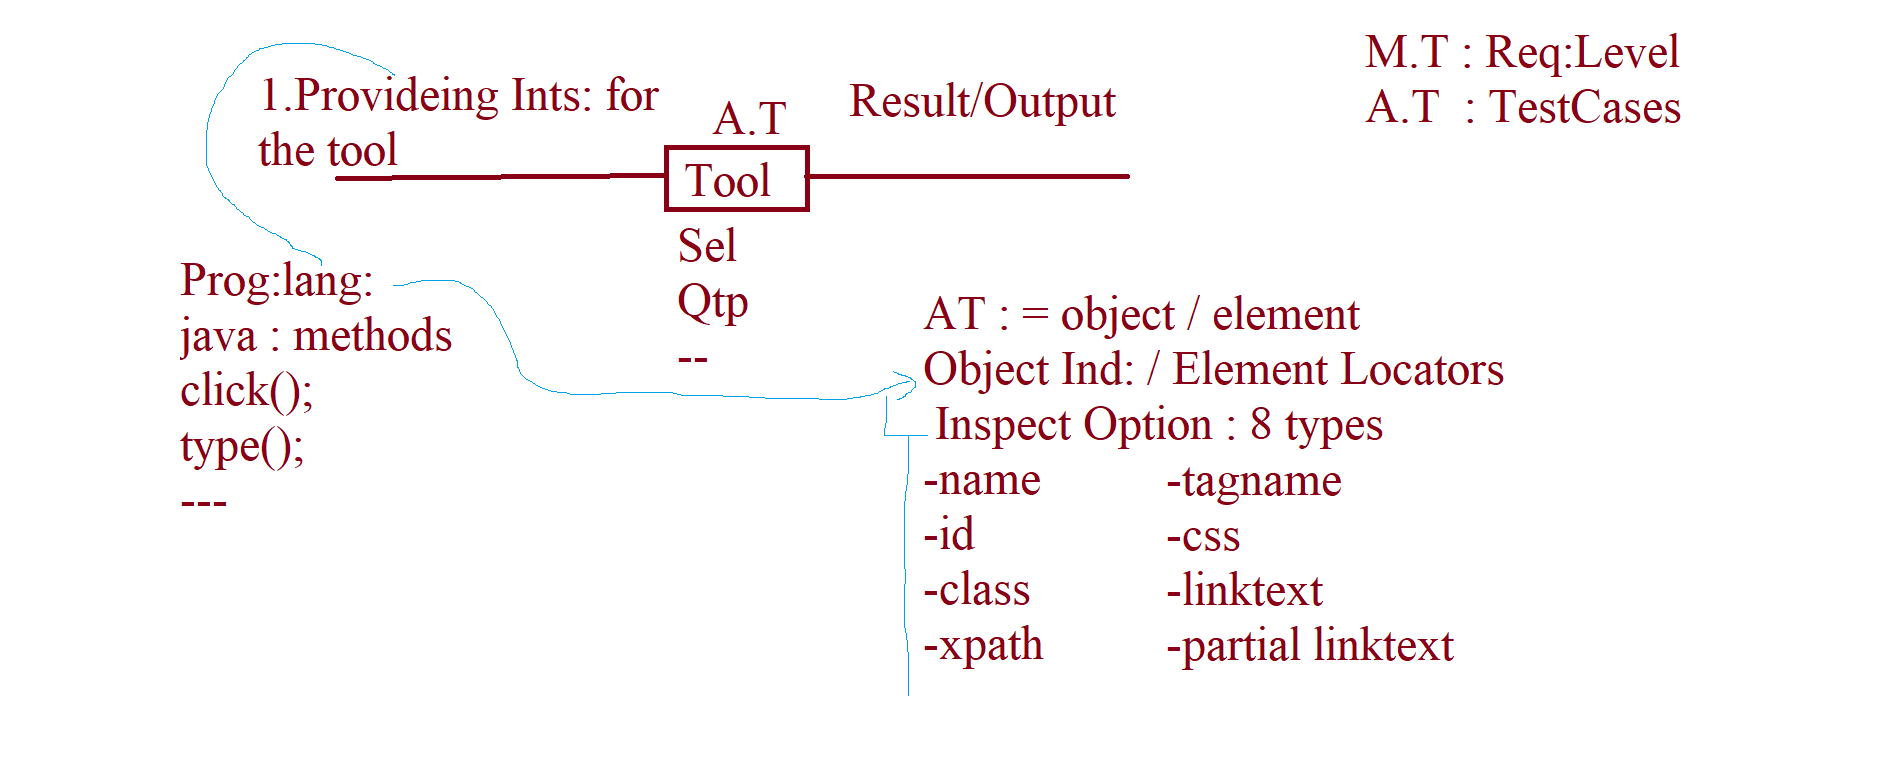 1.Provideing Ints: for
the tool
A.T
Tool
Sel
Qtp
--
Result/Output
M.T : Req:Level
A.T : TestCases
Prog:lang:
java : methods
click();
type();
---
AT : = object / element
Object Ind: / Element Locators
Inspect Option : 8 types
-name -tagname
-id -css
-class -linktext
-xpath -partial linktext